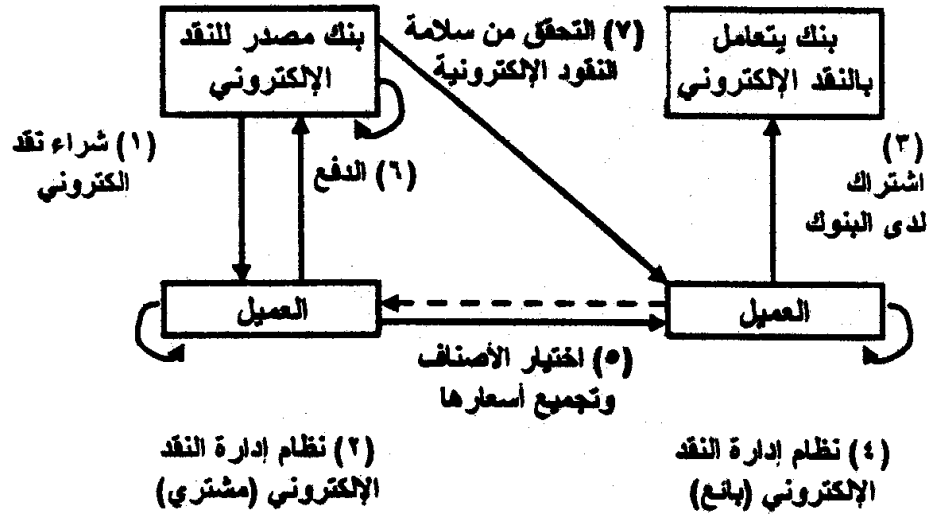 بنك مصدر للنقد
الإلكتروني
(٧) التحقق من سلامة
النقود الإلكترونية
بنك يتعامل
بالنقد الإلكتروني
(١) شراء نقد
الكتروني
(٦) الدفع
(٣)
اشتراك
لدى البنوك
العميل
العميل
(٥) اختيار الأصناف
وتجميع أسعارها
(٢) نظام إدارة النقد
الإلكتروني (مشتري)
(٤) نظام إدارة النقد
الإلكتروني (بائع)